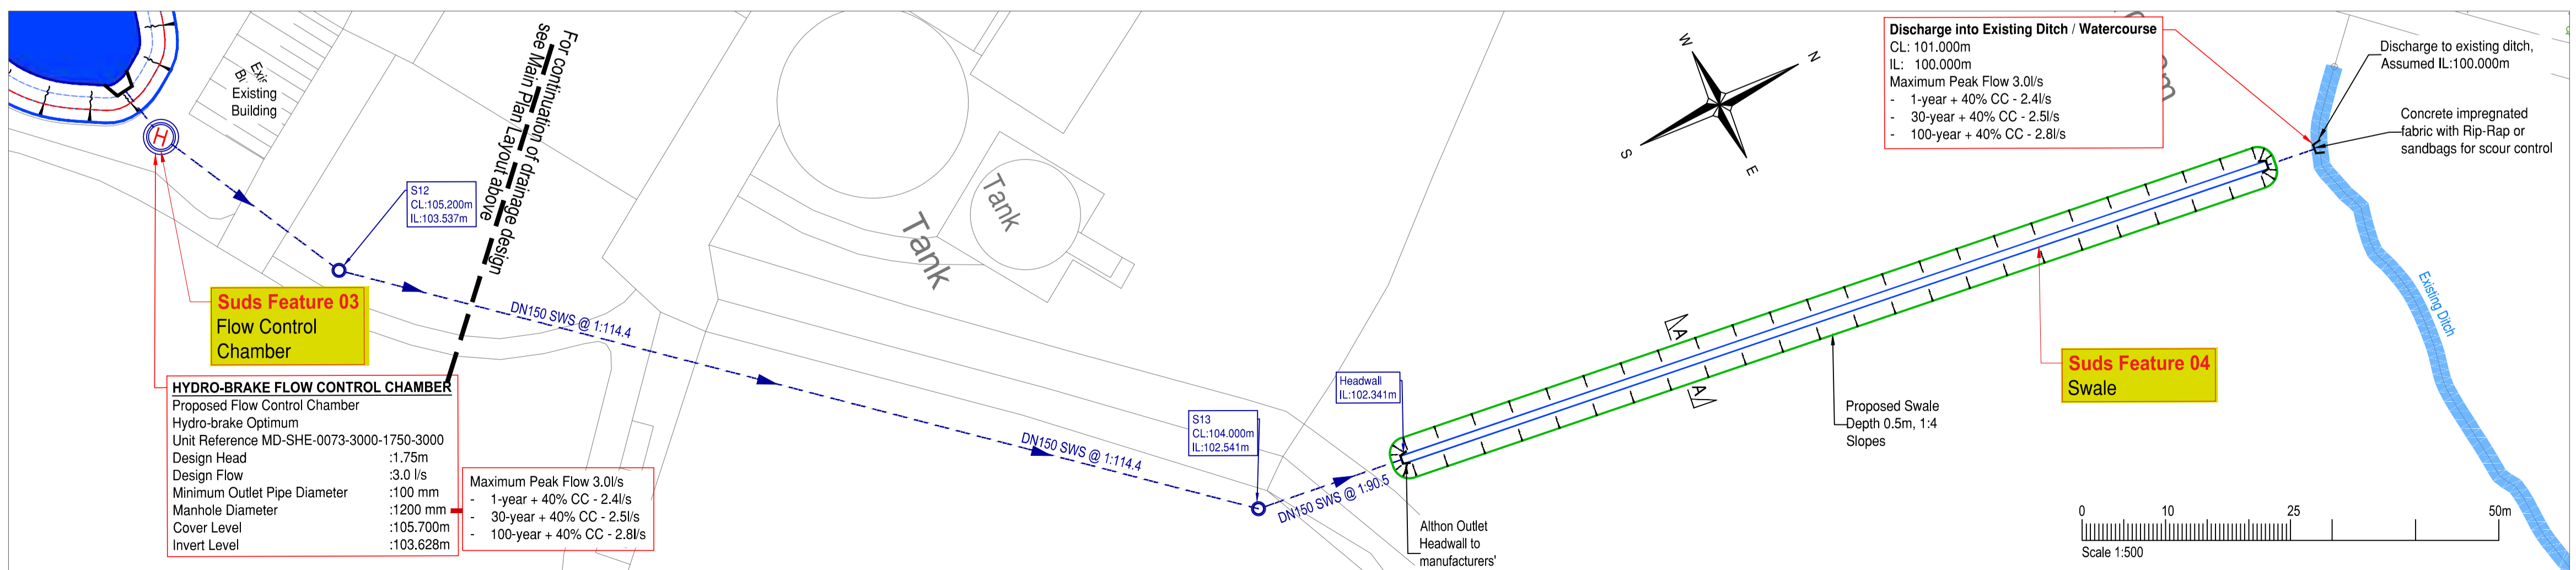 Existing
Building
For continuation of drainage design
see Main Plan Layout above
S12
CL:105.200m
IL:103.537m
Suds Feature 03
Flow Control
Chamber
HYDRO-BRAKE FLOW CONTROL CHAMBER
Proposed Flow Control Chamber
Hydro-brake Optimum
Unit Reference MD-SHE-0073-3000-1750-3000
Design Head :1.75m
Design Flow :3.0 l/s
Minimum Outlet Pipe Diameter :100 mm
Manhole Diameter :1200 mm
Cover Level :105.700m
Invert Level :103.628m
Maximum Peak Flow 3.0l/s
- 1-year + 40% CC - 2.4l/s
- 30-year + 40% CC - 2.5l/s
- 100-year + 40% CC - 2.8l/s
H
DN150 SWS @ 1:114.4
Tank
Tank
DN150 SWS @ 1:114.4
S13
CL:104.000m
IL:102.541m
DN150 SWS @ 1:90.5
Headwall
IL:102.341m
Althon Outlet
Headwall to
manufacturers'
W
N
S
E
A
A
Proposed Swale
Depth 0.5m, 1:4
Slopes
Discharge into Existing Ditch / Watercourse
CL: 101.000m
IL: 100.000m
Maximum Peak Flow 3.0l/s
- 1-year + 40% CC - 2.4l/s
- 30-year + 40% CC - 2.5l/s
- 100-year + 40% CC - 2.8l/s
Discharge to existing ditch,
Assumed IL:100.000m
Concrete impregnated
fabric with Rip-Rap or
sandbags for scour control
Suds Feature 04
Swale
Existing Ditch
0 10 25 50m
Scale 1:500